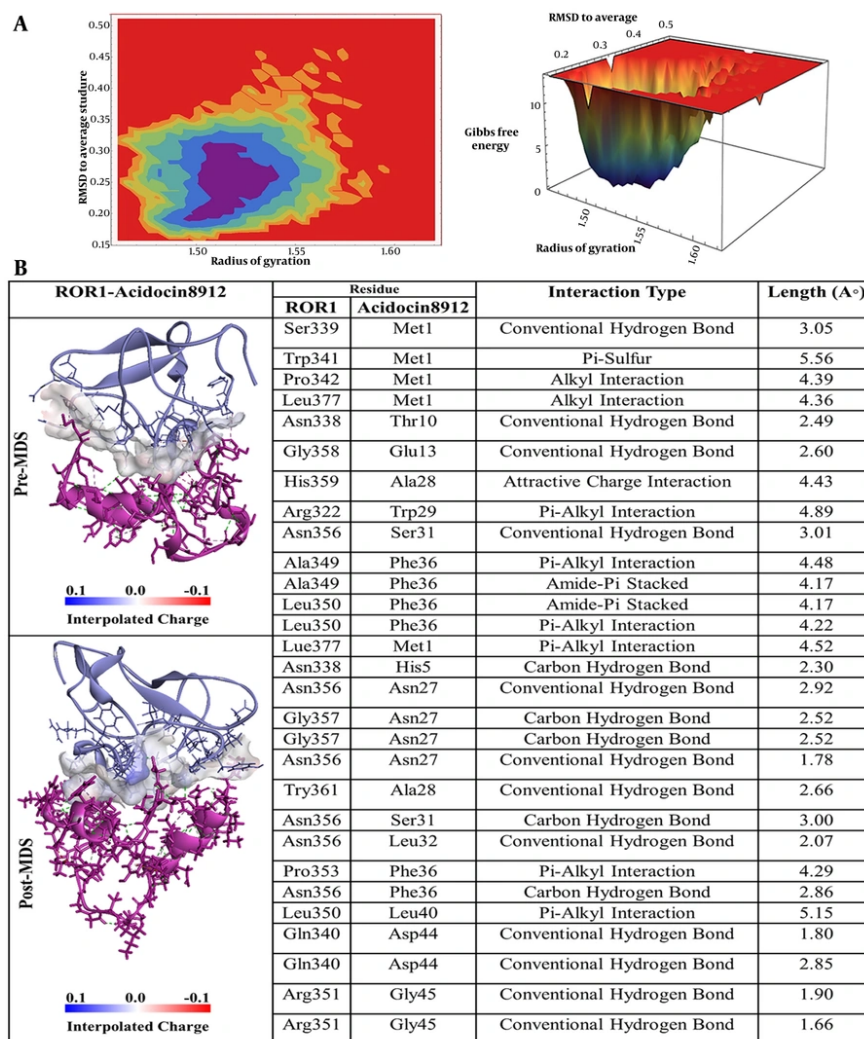 A
RMSD to average studure
0.50
0.45
0.40
0.35
0.30
0.25
0.20
0.15
1.50
1.55
1.60
Radius of gyration
RMSD to average
0.2
0.3
0.4
0.5
Gibbs free
energy
10
5
0
1.50
1.55
1.60
Radius of gyration
B
ROR1-Acidocin8912
Residue
Interaction Type
Length (A∘)
ROR1 Acidocin8912
Pre-MDS
0.1 0.0 -0.1
Interpolated Charge
Post-MDS
0.1 0.0 -0.1
Interpolated Charge
Ser339 Met1 Conventional Hydrogen Bond 3.05
Trp341 Met1 Pi-Sulfur 5.56
Pro342 Met1 Alkyl Interaction 4.39
Leu377 Met1 Alkyl Interaction 4.36
Asn338 Thr10 Conventional Hydrogen Bond 2.49
Gly358 Glu13 Conventional Hydrogen Bond 2.60
His359 Ala28 Attractive Charge Interaction 4.43
Arg322 Trp29 Pi-Alkyl Interaction 4.89
Asn356 Ser31 Conventional Hydrogen Bond 3.01
Ala349 Phe36 Pi-Alkyl Interaction 4.48
Ala349 Phe36 Amide-Pi Stacked 4.17
Leu350 Phe36 Amide-Pi Stacked 4.17
Leu350 Phe36 Pi-Alkyl Interaction 4.22
Lue377 Met1 Pi-Alkyl Interaction 4.52
Asn338 His5 Carbon Hydrogen Bond 2.30
Asn356 Asn27 Conventional Hydrogen Bond 2.92
Gly357 Asn27 Carbon Hydrogen Bond 2.52
Gly357 Asn27 Carbon Hydrogen Bond 2.52
Asn356 Asn27 Conventional Hydrogen Bond 1.78
Try361 Ala28 Conventional Hydrogen Bond 2.66
Asn356 Ser31 Carbon Hydrogen Bond 3.00
Asn356 Leu32 Conventional Hydrogen Bond 2.07
Pro353 Phe36 Pi-Alkyl Interaction 4.29
Asn356 Phe36 Carbon Hydrogen Bond 2.86
Leu350 Leu40 Pi-Alkyl Interaction 5.15
Gln340 Asp44 Conventional Hydrogen Bond 1.80
Gln340 Asp44 Conventional Hydrogen Bond 2.85
Arg351 Gly45 Conventional Hydrogen Bond 1.90
Arg351 Gly45 Conventional Hydrogen Bond 1.66